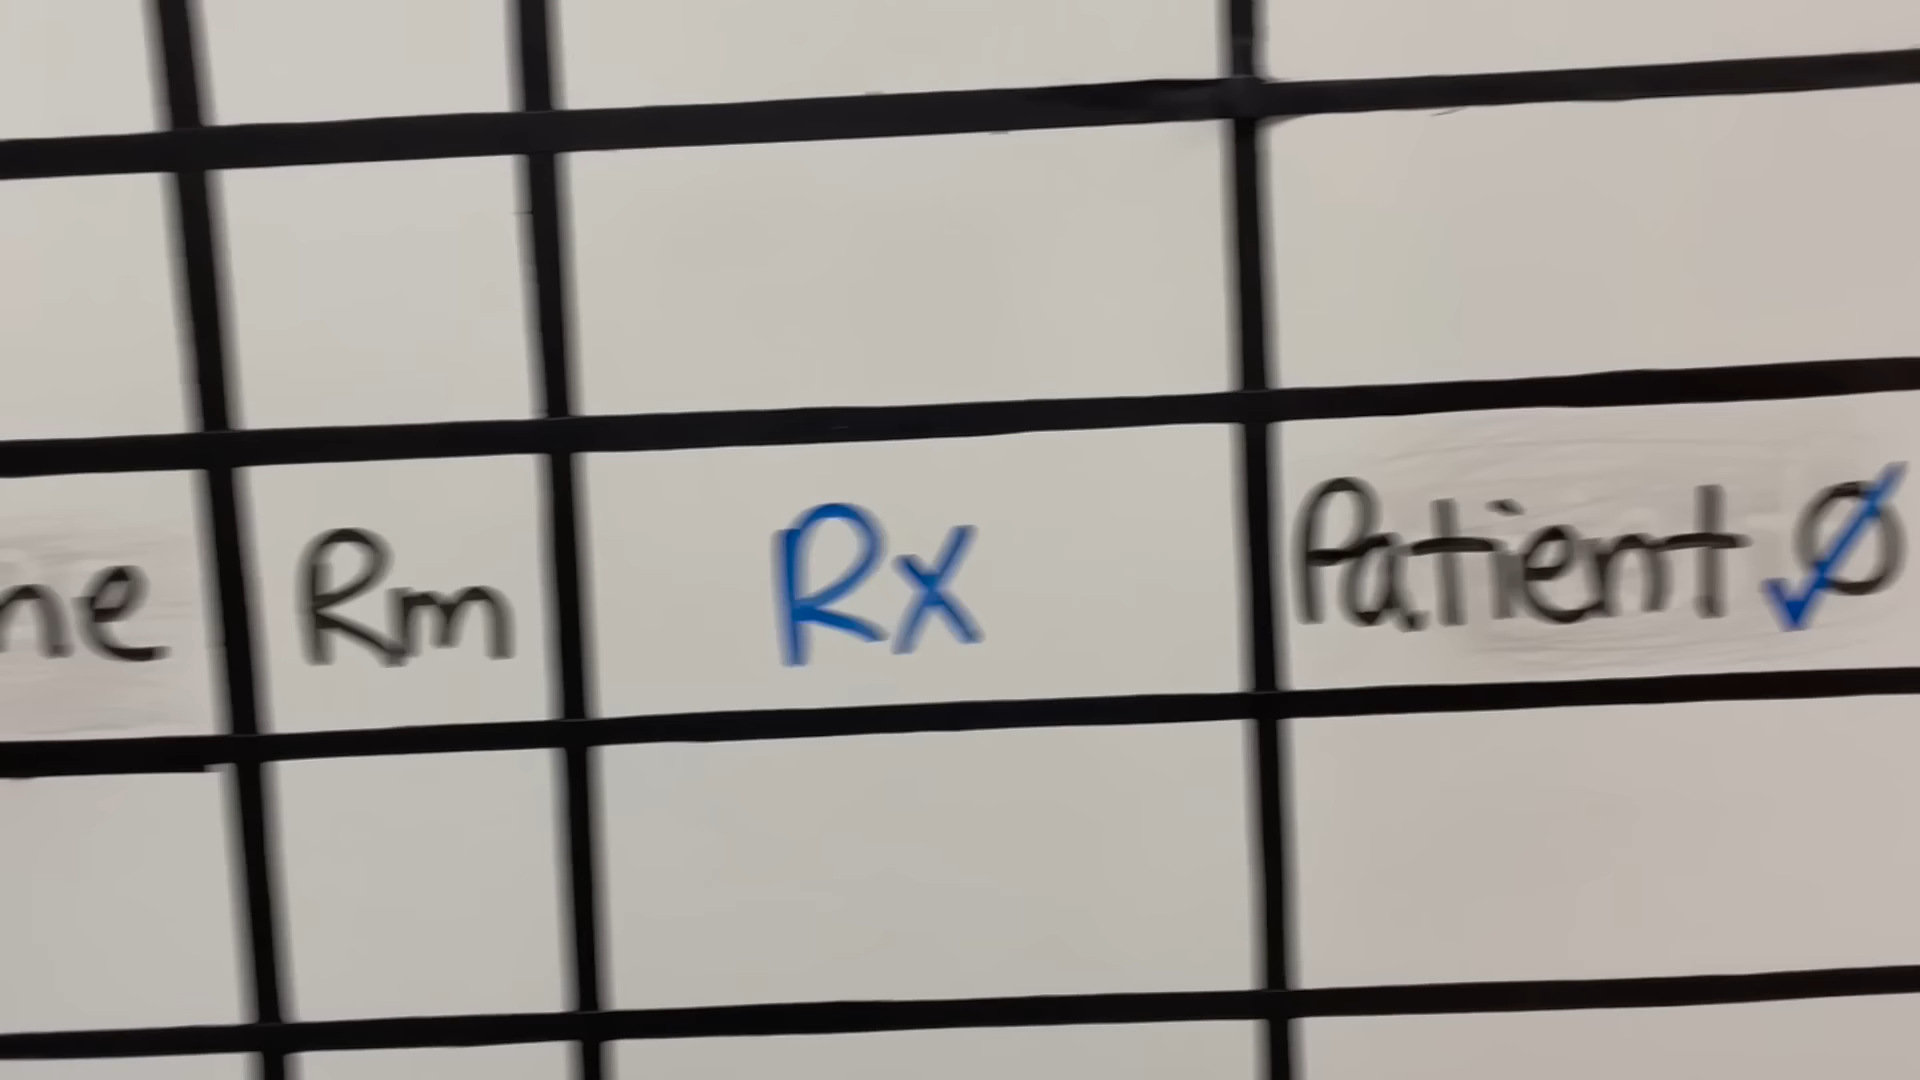 ne Rm Rx Patient ✓O